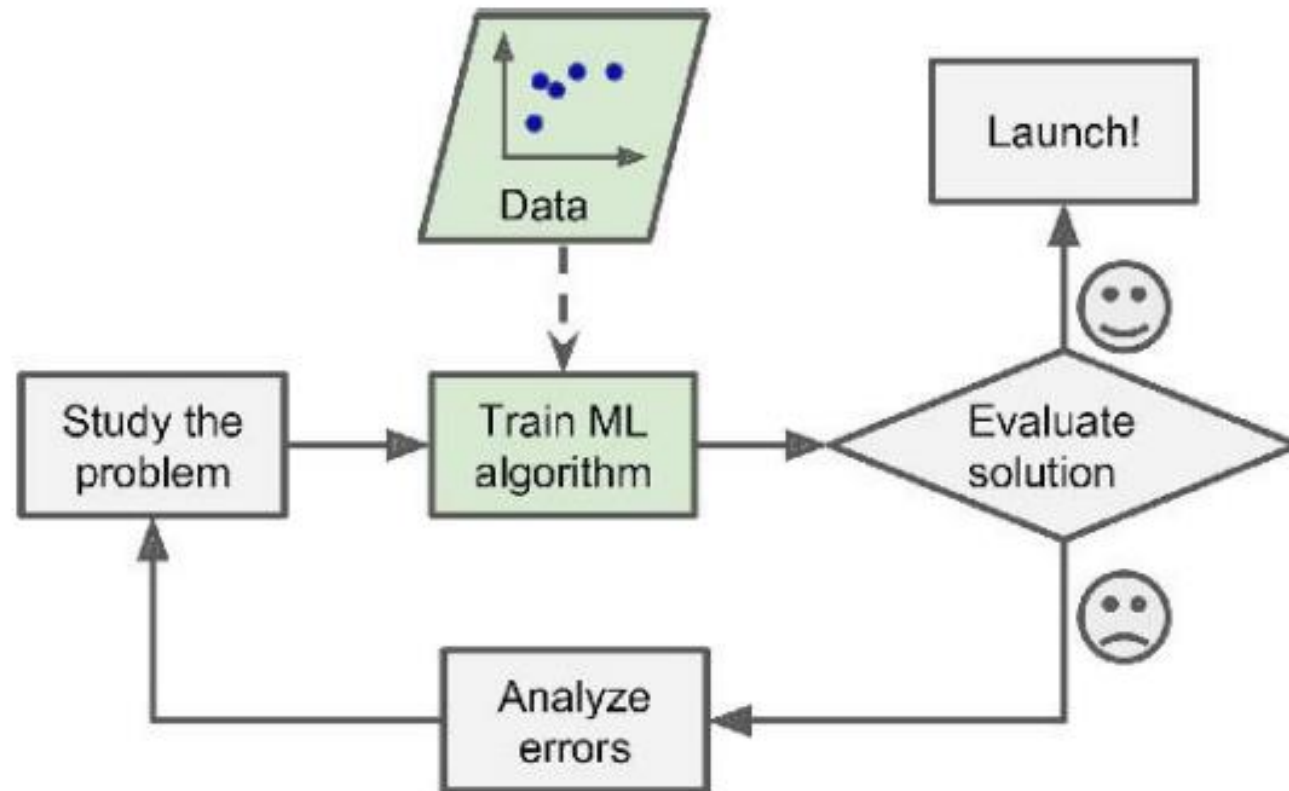 Data
Launch!
Study the
problem
Train ML
algorithm
Evaluate
solution
Analyze
errors